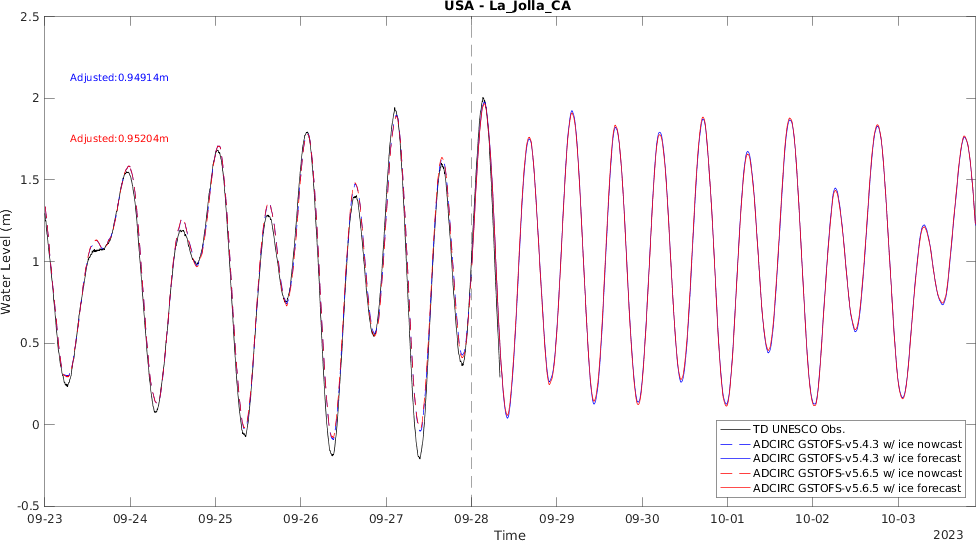 USA - La_Jolla_CA
2.5
2
1.5
1
0.5
0
-0.5
Water Level (m)
Adjusted:0.94914m
Adjusted:0.95204m
TD UNESCO Obs.
ADCIRC GSTOFS-v5.4.3 w/ ice nowcast
ADCIRC GSTOFS-v5.4.3 w/ ice forecast
ADCIRC GSTOFS-v5.6.5 w/ ice nowcast
ADCIRC GSTOFS-v5.6.5 w/ ice forecast
09-23 09-24 09-25 09-26 09-27 09-28 09-29 09-30 10-01 10-02 10-03
Time
2023